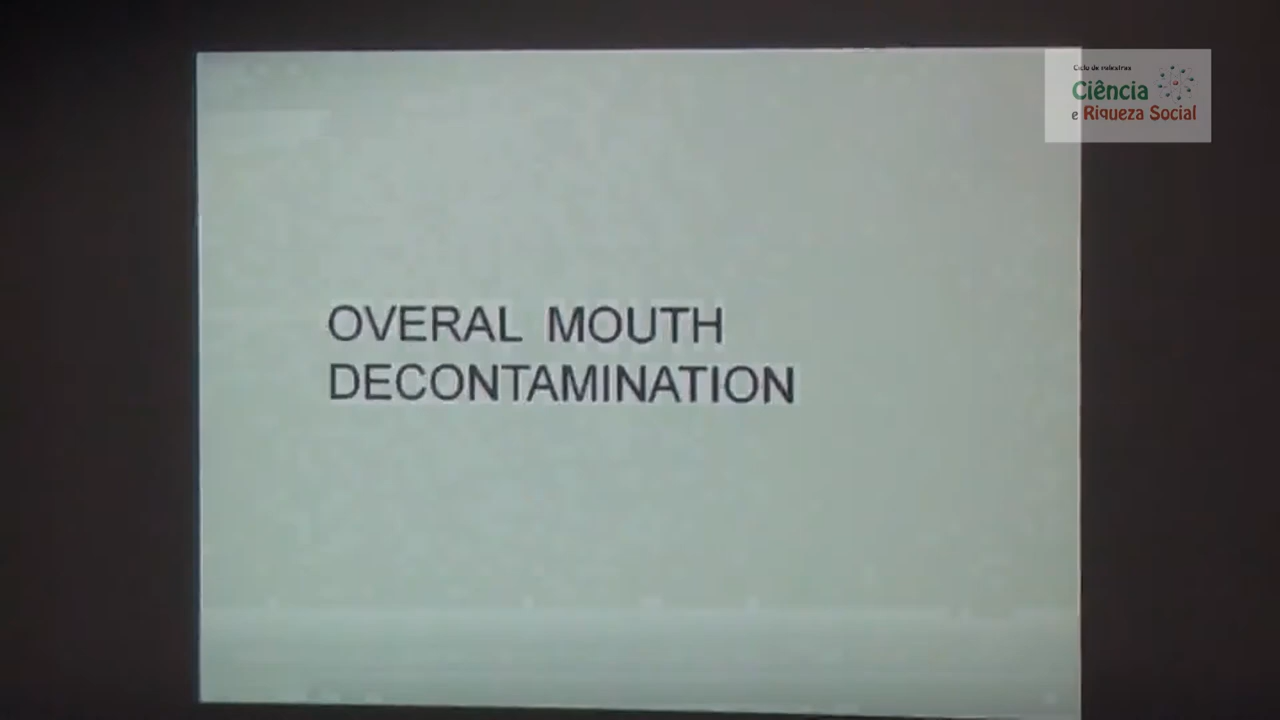 Ciclo de palestras
Ciência
e Riqueza Social
OVERAL MOUTH
DECONTAMINATION